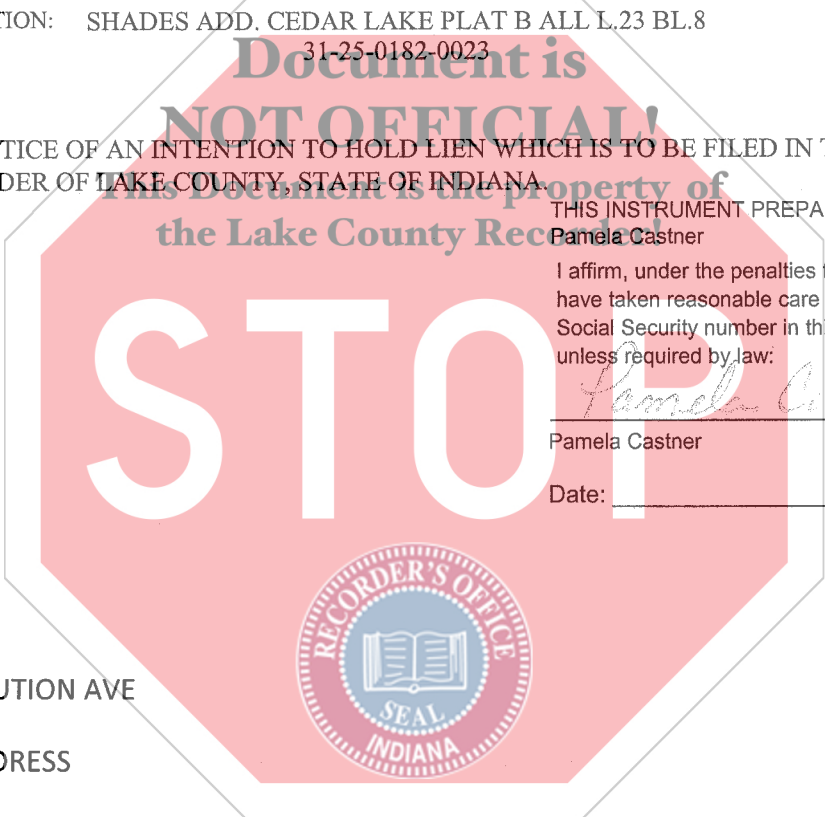 TION: SHADES ADD. CEDAR LAKE PLAT B ALL L.23 BL.8
31-25-0182-0023
Document is
NOT OFFICIAL!
TICE OF AN INTENTION TO HOLD LIEN WHICH IS TO BE FILED IN T
DER OF LAKE COUNTY, STATE OF INDIANA.
This Document is the property of
the Lake County Recorder!
THIS INSTRUMENT PREPA
Pamela Castner
I affirm, under the penalties f
have taken reasonable care
Social Security number in thi
unless required by law:
Pamela C
Pamela Castner
Date:
STOP
RECORDER'S OFFICE
SEAL
INDIANA
UTION AVE
DRESS